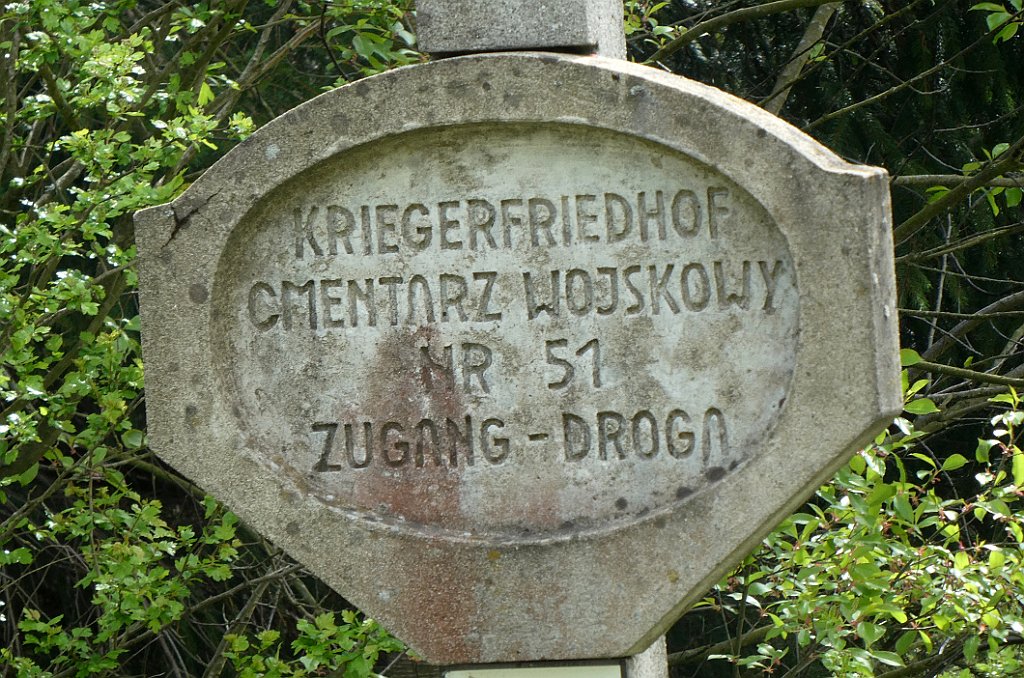 KRIEGERFRIEDHOF
CMENTARZ WOJSKOWY
NR 51
ZUGANG - DROGA